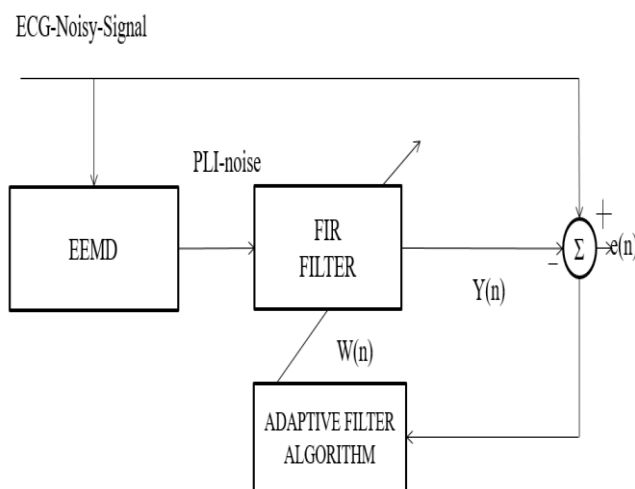 ECG-Noisy-Signal
PLI-noise
EEMD
FIR
FILTER
+
−
Σ
e(n)
Y(n)
W(n)
ADAPTIVE FILTER
ALGORITHM